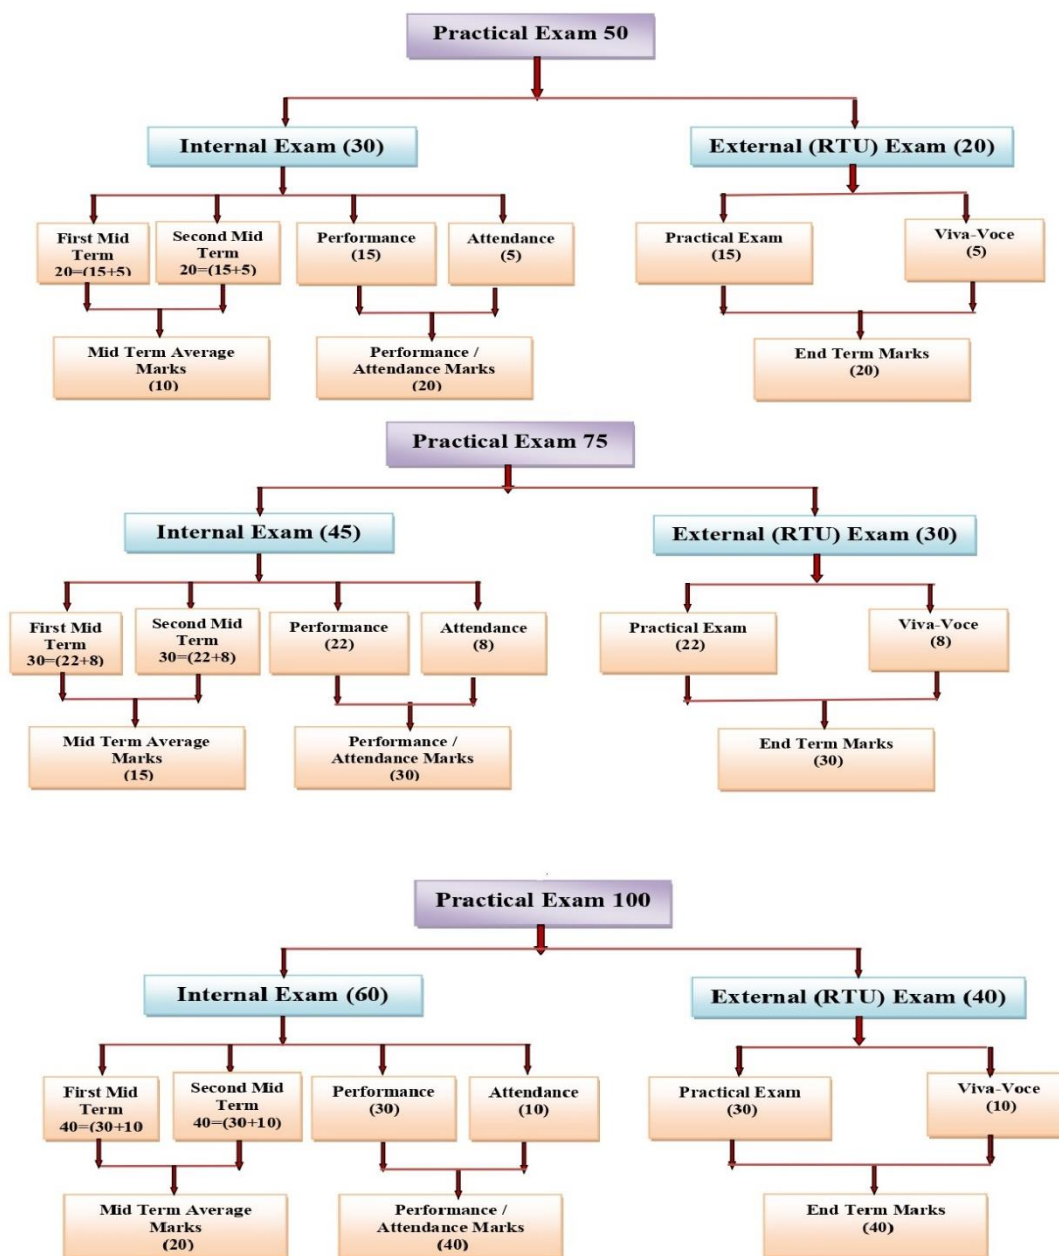 Practical Exam 50
Internal Exam (30)
External (RTU) Exam (20)
First Mid
Term
20=(15+5)
Second Mid
Term
20=(15+5)
Performance
(15)
Attendance
(5)
Practical Exam
(15)
Viva-Voce
(5)
Mid Term Average
Marks
(10)
Performance /
Attendance Marks
(20)
End Term Marks
(20)
Practical Exam 75
Internal Exam (45)
External (RTU) Exam (30)
First Mid
Term
30=(22+8)
Second Mid
Term
30=(22+8)
Performance
(22)
Attendance
(8)
Practical Exam
(22)
Viva-Voce
(8)
Mid Term Average
Marks
(15)
Performance /
Attendance Marks
(30)
End Term Marks
(30)
Practical Exam 100
Internal Exam (60)
External (RTU) Exam (40)
First Mid
Term
40=(30+10
Second Mid
Term
40=(30+10)
Performance
(30)
Attendance
(10)
Practical Exam
(30)
Viva-Voce
(10)
Mid Term Average
Marks
(20)
Performance /
Attendance Marks
(40)
End Term Marks
(40)